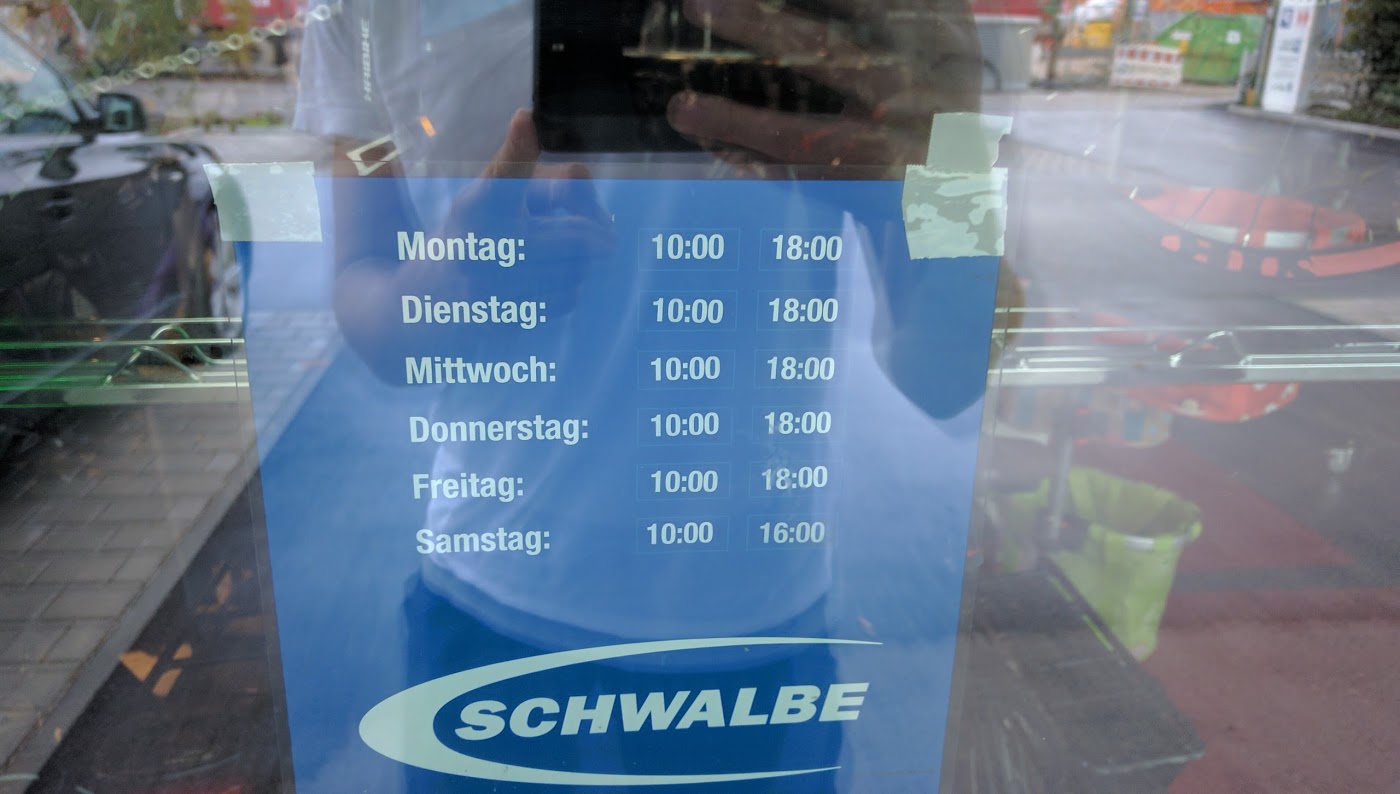 Montag: 10:00 18:00
Dienstag: 10:00 18:00
Mittwoch: 10:00 18:00
Donnerstag: 10:00 18:00
Freitag: 10:00 18:00
Samstag: 10:00 16:00
SCHWALBE